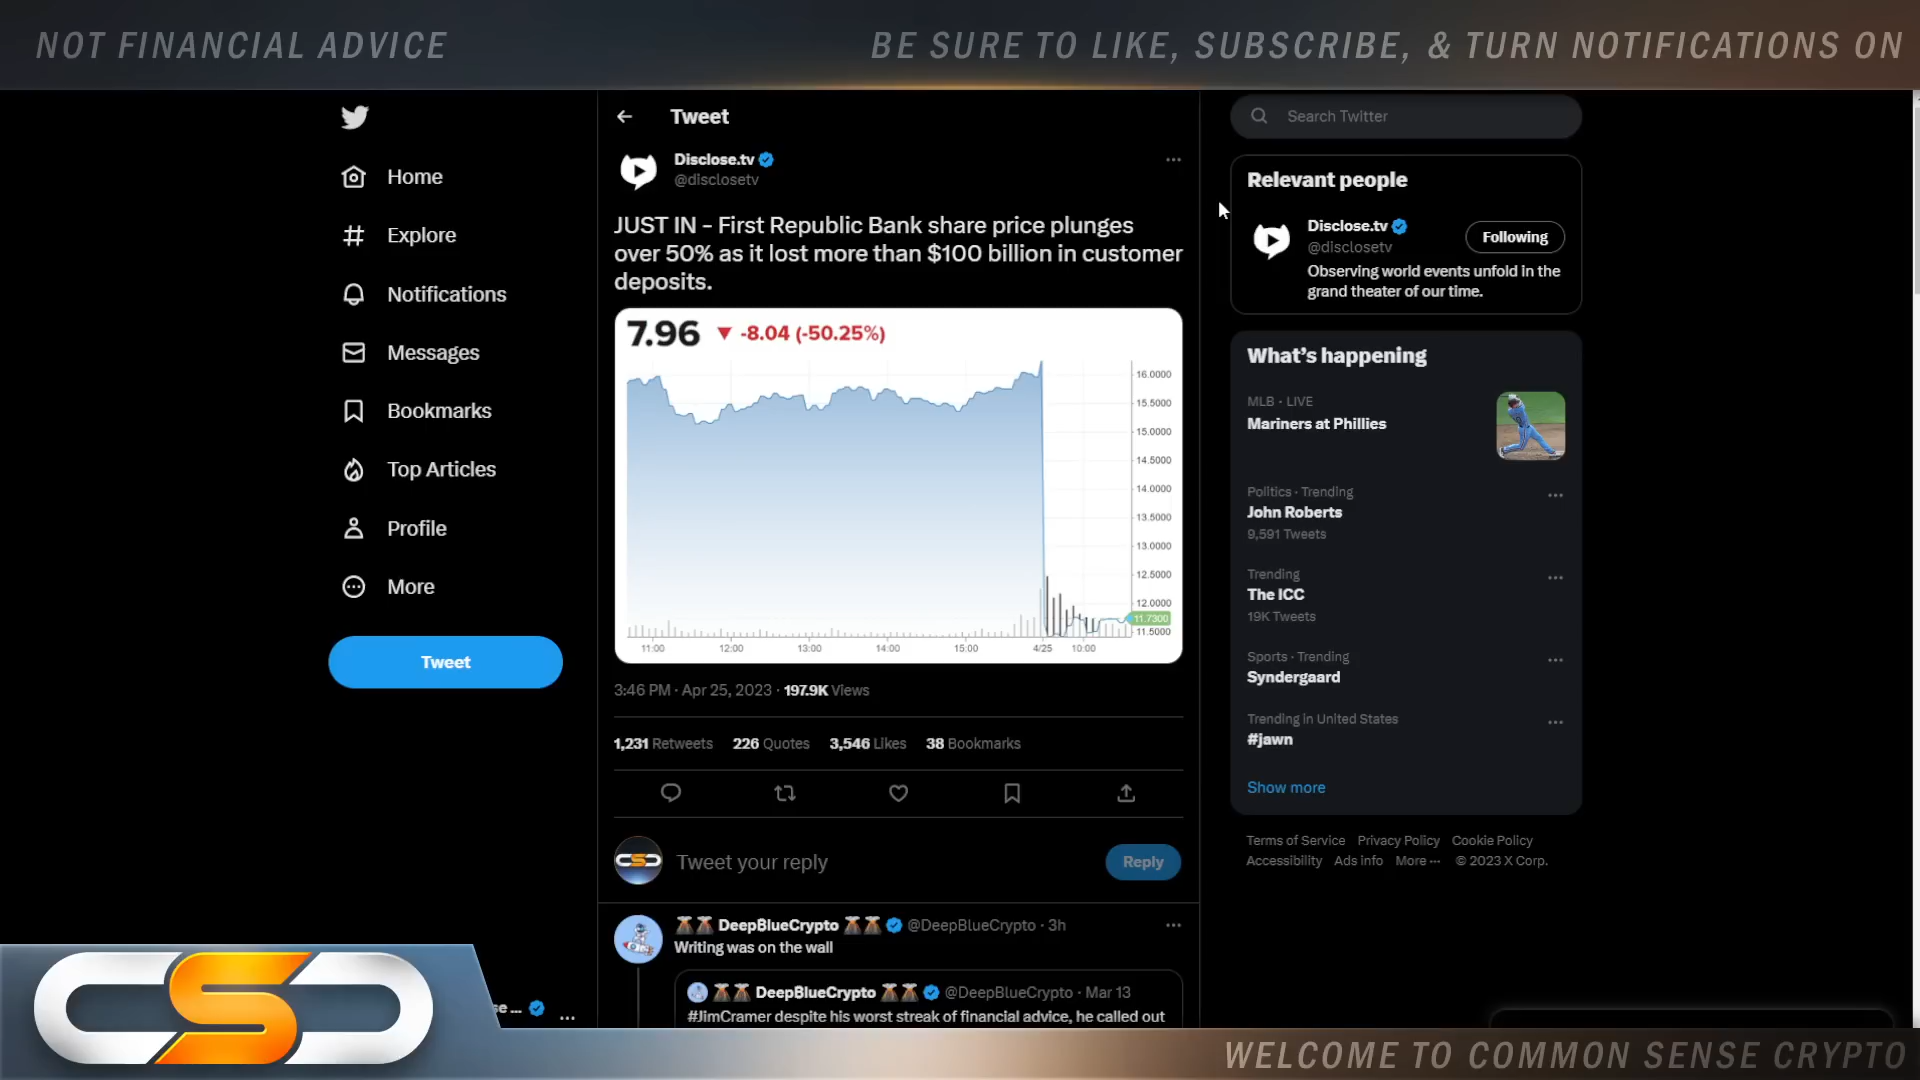 NOT FINANCIAL ADVICE
BE SURE TO LIKE, SUBSCRIBE, & TURN NOTIFICATIONS ON
Home
Explore
Notifications
Messages
Bookmarks
Top Articles
Profile
More
Tweet
Tweet
Disclose.tv
@disclosetv
JUST IN - First Republic Bank share price plunges
over 50% as it lost more than $100 billion in customer
deposits.
7.96 ▼ -8.04 (-50.25%)
16.0000
15.5000
15.0000
14.5000
14.0000
13.5000
13.0000
12.5000
12.0000
11.7300
11.5000
11:00 12:00 13:00 14:00 15:00 4/25 10:00
3:46 PM · Apr 25, 2023 · 197.9K Views
1,231 Retweets 226 Quotes 3,546 Likes 38 Bookmarks
CSC
Tweet your reply
Reply
DeepBlueCrypto @DeepBlueCrypto · 3h
Writing was on the wall
DeepBlueCrypto @DeepBlueCrypto · Mar 13
#JimCramer despite his worst streak of financial advice, he called out
Search Twitter
Relevant people
Disclose.tv
@disclosetv
Following
Observing world events unfold in the
grand theater of our time.
What's happening
MLB · LIVE
Mariners at Phillies
Politics · Trending
John Roberts
9,591 Tweets
Trending
The ICC
19K Tweets
Sports · Trending
Syndergaard
Trending in United States
#jawn
Show more
Terms of Service Privacy Policy Cookie Policy
Accessibility Ads info More ··· © 2023 X Corp.
CSC
se ...
WELCOME TO COMMON SENSE CRYPTO